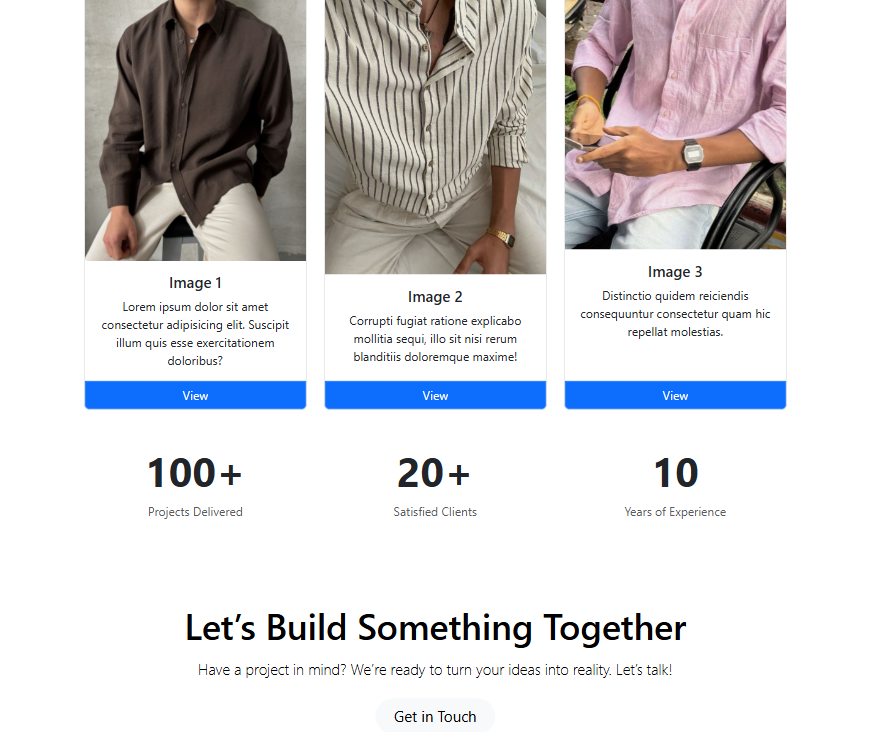 Image 1
Lorem ipsum dolor sit amet
consectetur adipisicing elit. Suscipit
illum quis esse exercitationem
doloribus?
View
Image 2
Corrupti fugiat ratione explicabo
mollitia sequi, illo sit nisi rerum
blanditiis doloremque maxime!
View
Image 3
Distinctio quidem reiciendis
consequuntur consectetur quam hic
repellat molestias.
View
100+
Projects Delivered
20+
Satisfied Clients
10
Years of Experience
Let’s Build Something Together
Have a project in mind? We’re ready to turn your ideas into reality. Let’s talk!
Get in Touch